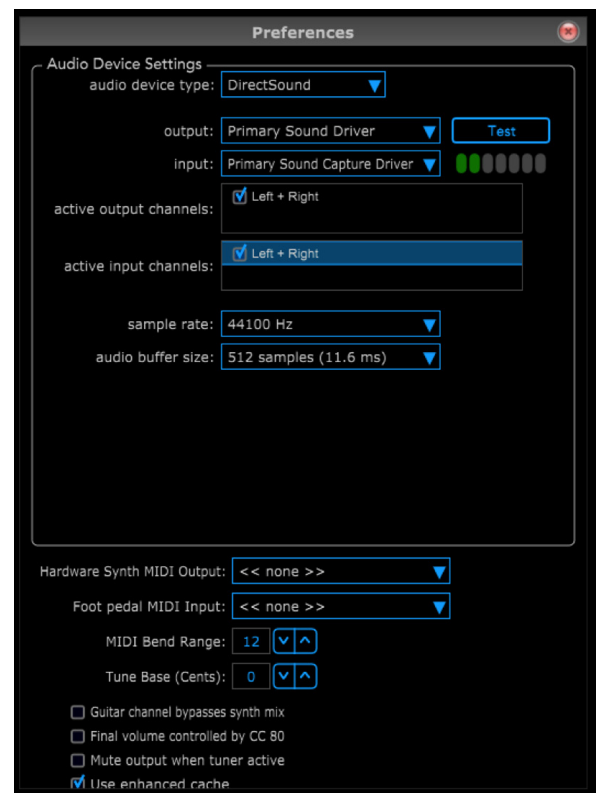 Preferences
Audio Device Settings
audio device type: DirectSound
output: Primary Sound Driver Test
input: Primary Sound Capture Driver
active output channels: Left + Right
active input channels: Left + Right
sample rate: 44100 Hz
audio buffer size: 512 samples (11.6 ms)
Hardware Synth MIDI Output: << none >>
Foot pedal MIDI Input: << none >>
MIDI Bend Range: 12
Tune Base (Cents): 0
Guitar channel bypasses synth mix
Final volume controlled by CC 80
Mute output when tuner active
Use enhanced cache